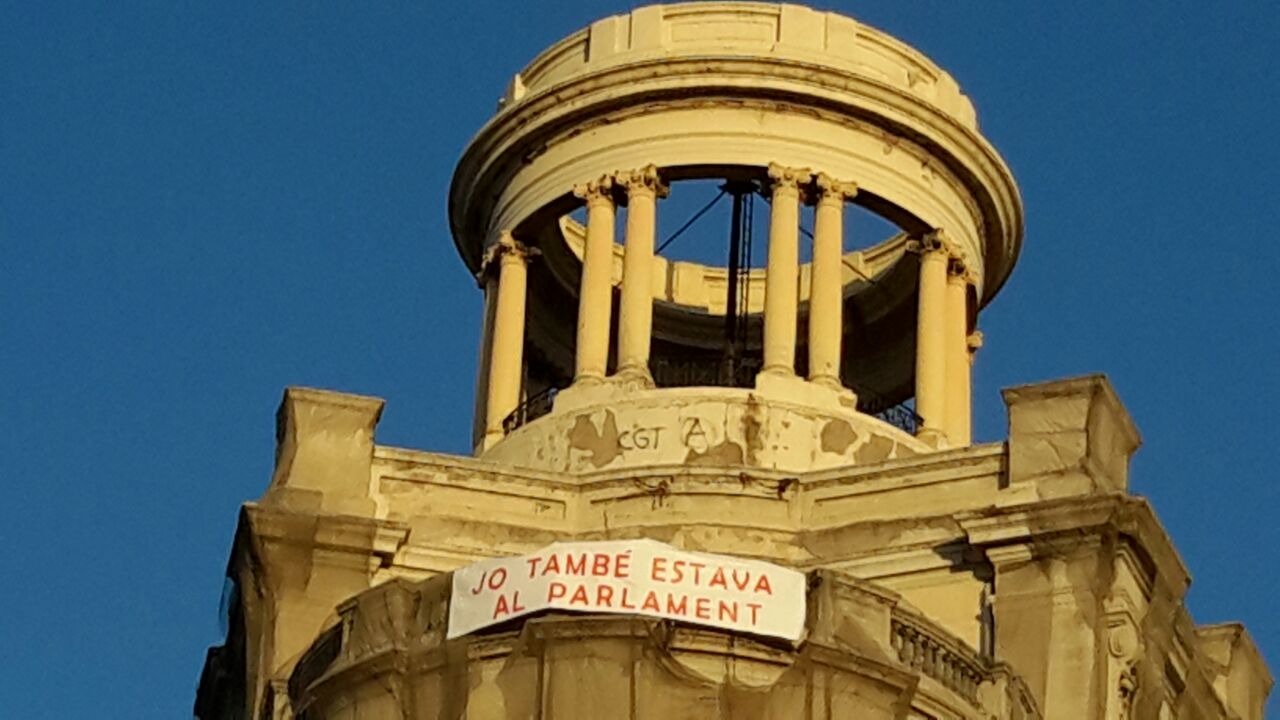 CGT A
JO TAMBÉ ESTAVA
AL PARLAMENT